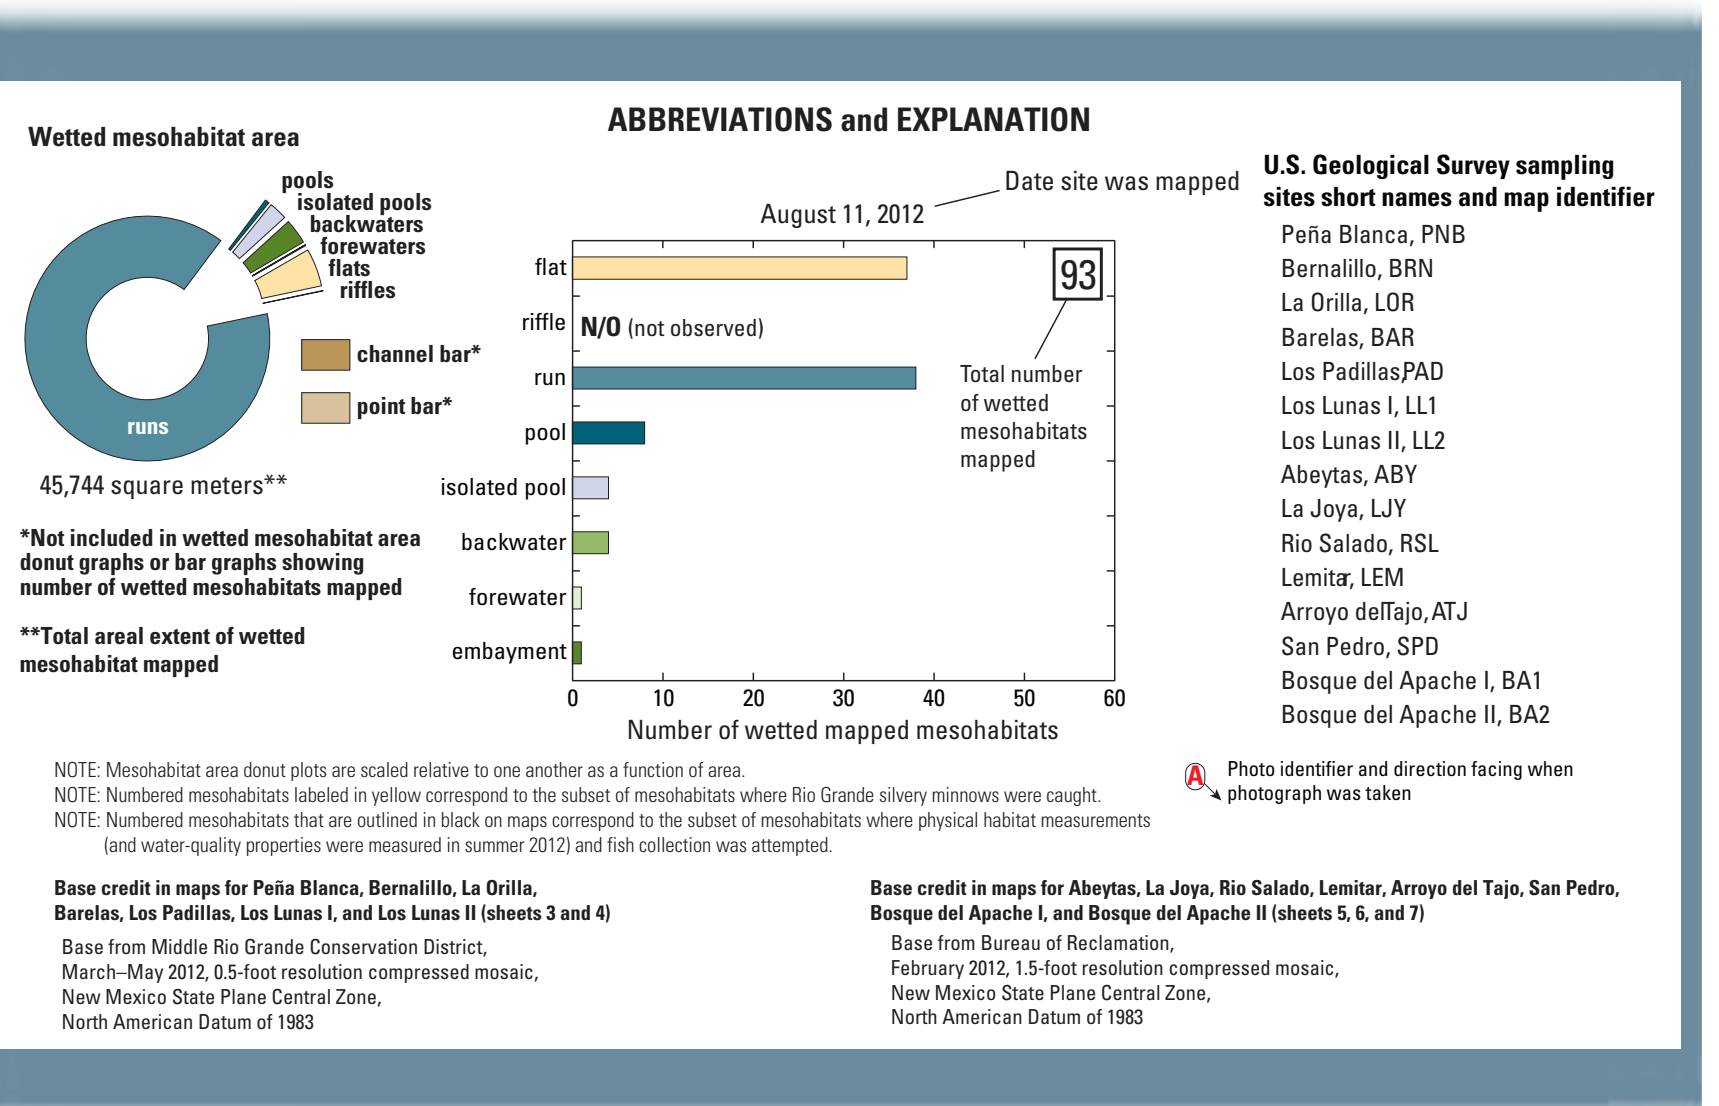 ABBREVIATIONS and EXPLANATION
Wetted mesohabitat area
pools
isolated pools
backwaters
forewaters
flats
riffles
runs
channel bar*
point bar*
45,744 square meters**
*Not included in wetted mesohabitat area
donut graphs or bar graphs showing
number of wetted mesohabitats mapped
**Total areal extent of wetted
mesohabitat mapped
Date site was mapped
August 11, 2012
93
flat
riffle
N/O (not observed)
run
pool
isolated pool
backwater
forewater
embayment
Total number
of wetted
mesohabitats
mapped
0 10 20 30 40 50 60
Number of wetted mapped mesohabitats
U.S. Geological Survey sampling
sites short names and map identifier
Peña Blanca, PNB
Bernalillo, BRN
La Orilla, LOR
Barelas, BAR
Los Padillas, PAD
Los Lunas I, LL1
Los Lunas II, LL2
Abeytas, ABY
La Joya, LJY
Rio Salado, RSL
Lemitar, LEM
Arroyo del Tajo, ATJ
San Pedro, SPD
Bosque del Apache I, BA1
Bosque del Apache II, BA2
NOTE: Mesohabitat area donut plots are scaled relative to one another as a function of area.
NOTE: Numbered mesohabitats labeled in yellow correspond to the subset of mesohabitats where Rio Grande silvery minnows were caught.
NOTE: Numbered mesohabitats that are outlined in black on maps correspond to the subset of mesohabitats where physical habitat measurements
(and water-quality properties were measured in summer 2012) and fish collection was attempted.
A
Photo identifier and direction facing when
photograph was taken
Base credit in maps for Peña Blanca, Bernalillo, La Orilla,
Barelas, Los Padillas, Los Lunas I, and Los Lunas II (sheets 3 and 4)
Base from Middle Rio Grande Conservation District,
March–May 2012, 0.5-foot resolution compressed mosaic,
New Mexico State Plane Central Zone,
North American Datum of 1983
Base credit in maps for Abeytas, La Joya, Rio Salado, Lemitar, Arroyo del Tajo, San Pedro,
Bosque del Apache I, and Bosque del Apache II (sheets 5, 6, and 7)
Base from Bureau of Reclamation,
February 2012, 1.5-foot resolution compressed mosaic,
New Mexico State Plane Central Zone,
North American Datum of 1983